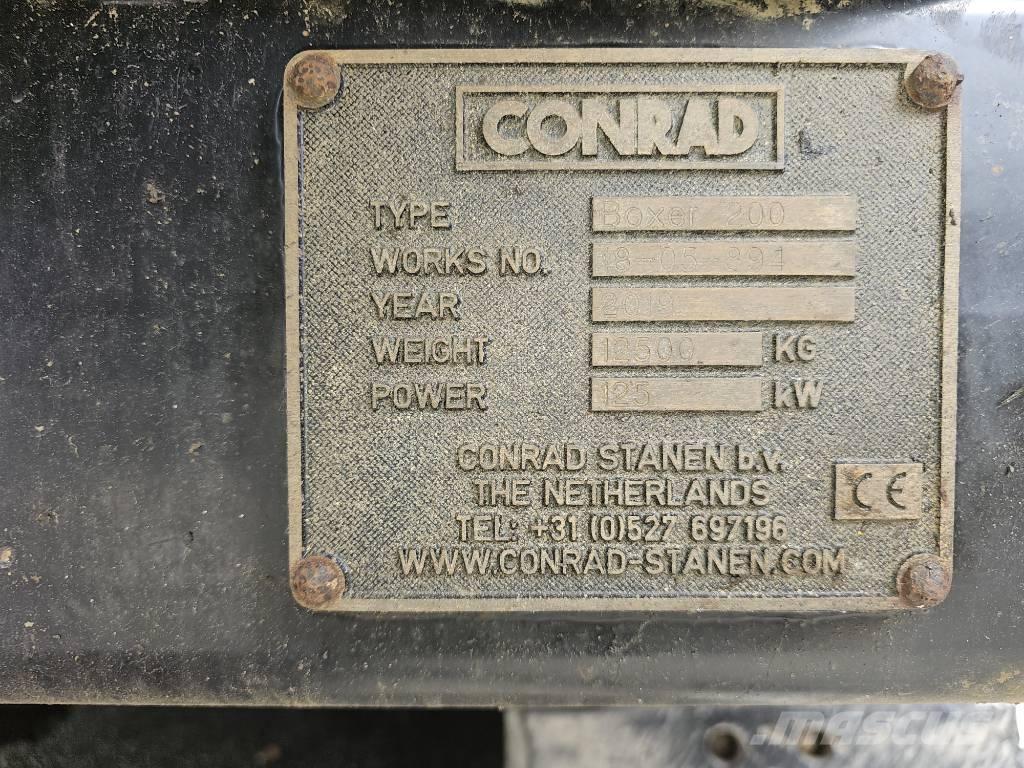 CONRAD
TYPE Boxer 200
WORKS NO. 18-05-894
YEAR 2019
WEIGHT 12500 KG
POWER 125 kW
CONRAD STANEN b.v.
THE NETHERLANDS
CE
TEL: +31 (0)527 697196
WWW.CONRAD-STANEN.COM
MASCUS